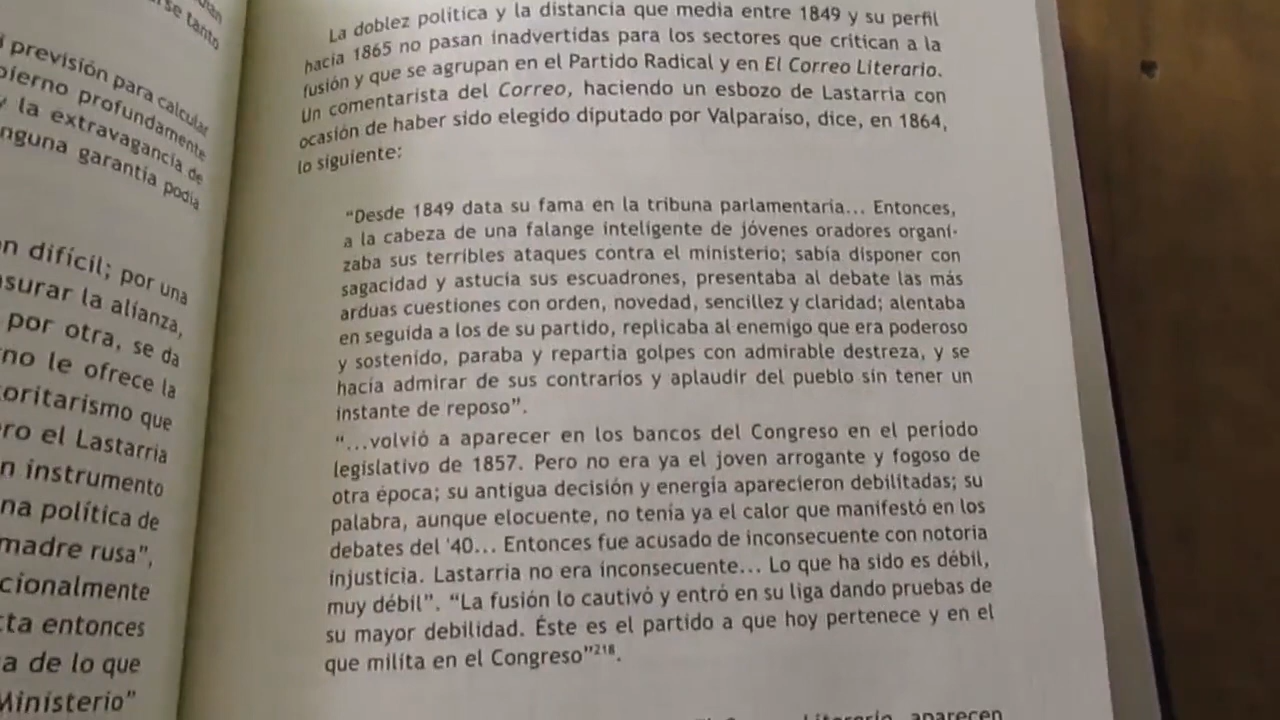 se tanto
previsión para calcular
bierno profundamente
y la extravagancia de
nguna garantía podía
n difícil; por una
surar la alianza,
por otra, se da
no le ofrece la
oritarismo que
ro el Lastarria
n instrumento
na política de
madre rusa",
cionalmente
ta entonces
a de lo que
Ministerio"
La doblez política y la distancia que media entre 1849 y su perfil
hacia 1865 no pasan inadvertidas para los sectores que critican a la
fusión y que se agrupan en el Partido Radical y en El Correo Literario.
Un comentarista del Correo, haciendo un esbozo de Lastarria con
ocasión de haber sido elegido diputado por Valparaíso, dice, en 1864,
lo siguiente:
"Desde 1849 data su fama en la tribuna parlamentaria... Entonces,
a la cabeza de una falange inteligente de jóvenes oradores organi-
zaba sus terribles ataques contra el ministerio; sabía disponer con
sagacidad y astucia sus escuadrones, presentaba al debate las más
arduas cuestiones con orden, novedad, sencillez y claridad; alentaba
en seguida a los de su partido, replicaba al enemigo que era poderoso
y sostenido, paraba y repartía golpes con admirable destreza, y se
hacía admirar de sus contrarios y aplaudir del pueblo sin tener un
instante de reposo".
"...volvió a aparecer en los bancos del Congreso en el período
legislativo de 1857. Pero no era ya el joven arrogante y fogoso de
otra época; su antigua decisión y energía aparecieron debilitadas; su
palabra, aunque elocuente, no tenía ya el calor que manifestó en los
debates del '40... Entonces fue acusado de inconsecuente con notoria
injusticia. Lastarria no era inconsecuente... Lo que ha sido es débil,
muy débil". "La fusión lo cautivó y entró en su liga dando pruebas de
su mayor debilidad. Éste es el partido a que hoy pertenece y en el
que milita en el Congreso"218.
Literario aparecen